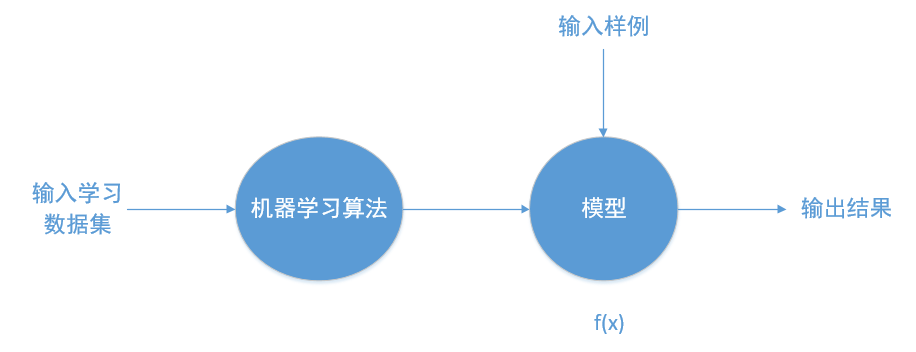 输入样例
输入学习
数据集
机器学习算法
模型
输出结果
f(x)